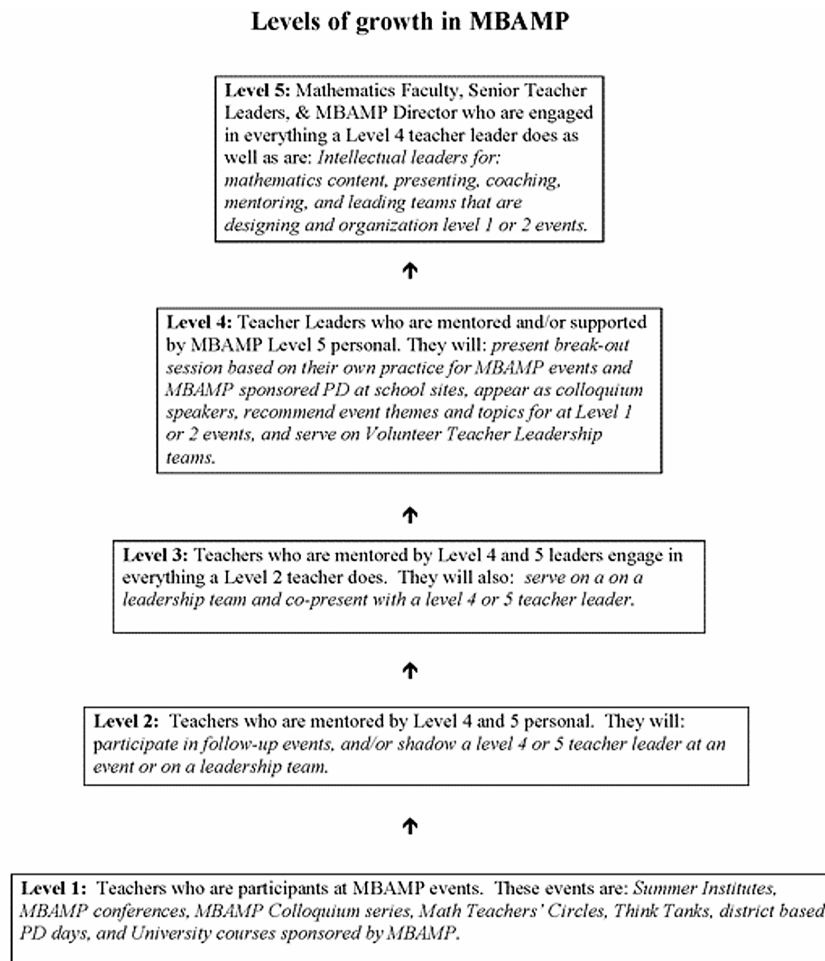 Levels of growth in MBAMP
Level 5: Mathematics Faculty, Senior Teacher
Leaders, & MBAMP Director who are engaged
in everything a Level 4 teacher leader does as
well as are: Intellectual leaders for:
mathematics content, presenting, coaching,
mentoring, and leading teams that are
designing and organization level 1 or 2 events.
↑
Level 4: Teacher Leaders who are mentored and/or supported
by MBAMP Level 5 personal. They will: present break-out
session based on their own practice for MBAMP events and
MBAMP sponsored PD at school sites, appear as colloquium
speakers, recommend event themes and topics for at Level 1
or 2 events, and serve on Volunteer Teacher Leadership
teams.
↑
Level 3: Teachers who are mentored by Level 4 and 5 leaders engage in
everything a Level 2 teacher does. They will also: serve on a on a
leadership team and co-present with a level 4 or 5 teacher leader.
↑
Level 2: Teachers who are mentored by Level 4 and 5 personal. They will:
participate in follow-up events, and/or shadow a level 4 or 5 teacher leader at an
event or on a leadership team.
↑
Level 1: Teachers who are participants at MBAMP events. These events are: Summer Institutes,
MBAMP conferences, MBAMP Colloquium series, Math Teachers' Circles, Think Tanks, district based
PD days, and University courses sponsored by MBAMP.